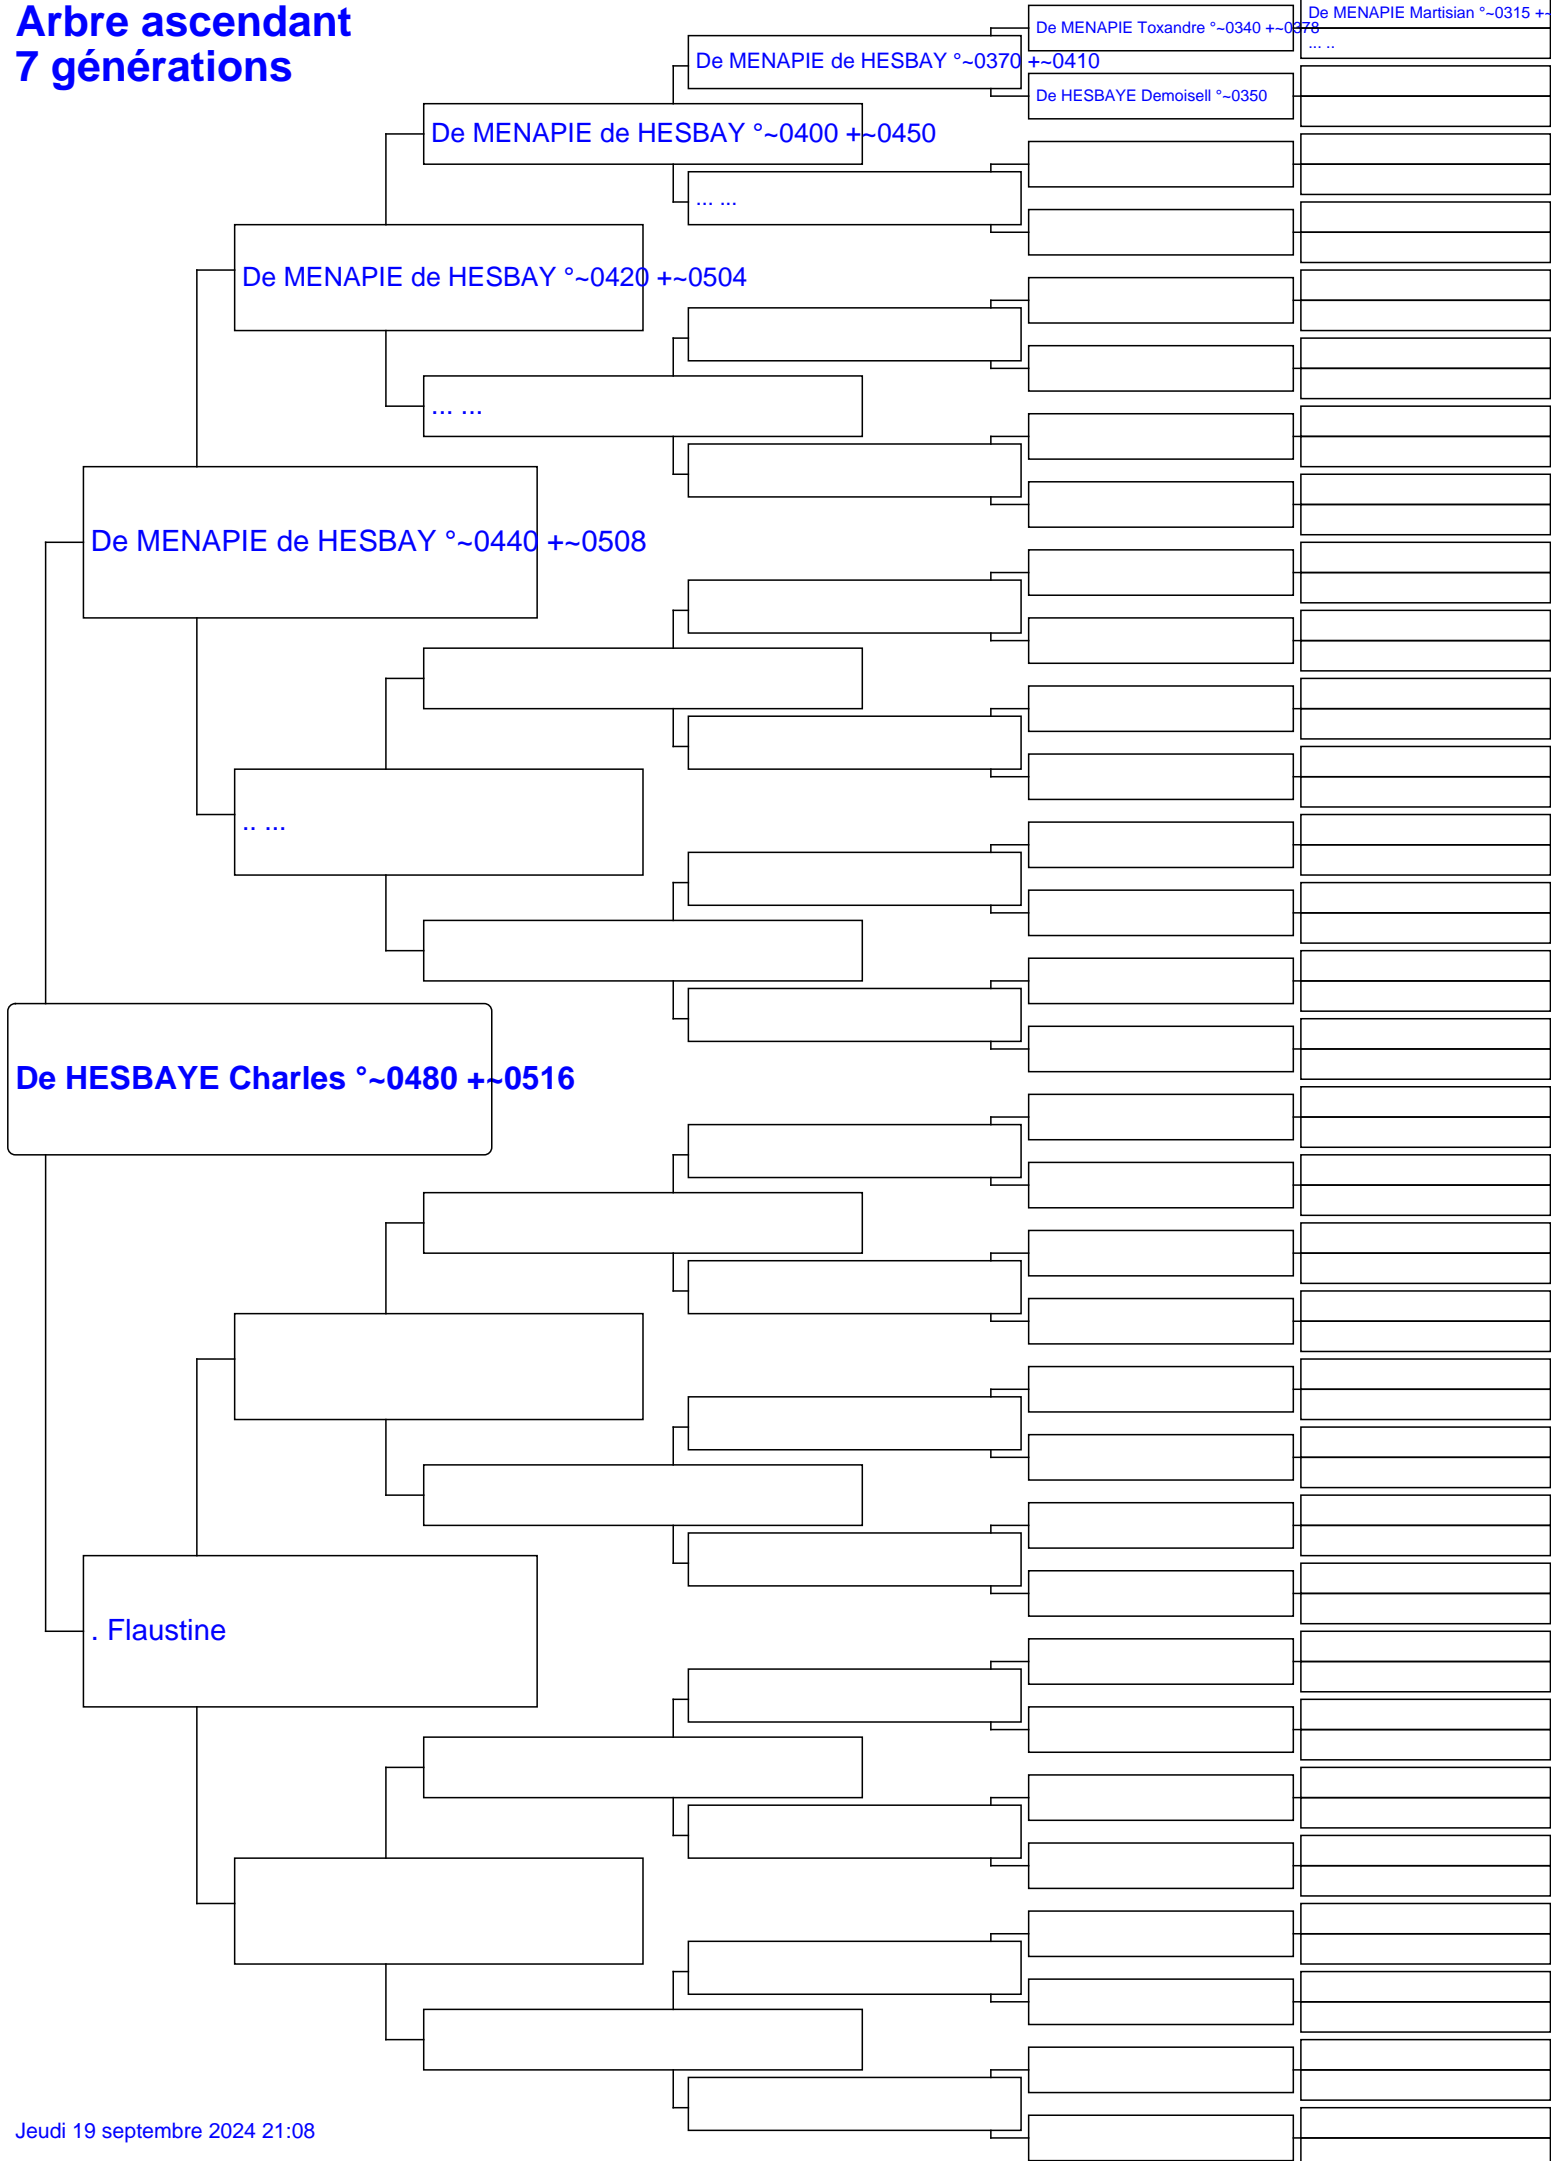 Arbre ascendant
7 générations
De MENAPIE Martisian °~0315 +~
... ..
De MENAPIE Toxandre °~0340 +~0378
De MENAPIE de HESBAY °~0370 +~0410
De HESBAYE Demoisell °~0350
De MENAPIE de HESBAY °~0400 +~0450
... ...
De MENAPIE de HESBAY °~0420 +~0504
... ...
De MENAPIE de HESBAY °~0440 +~0508
.. ...
De HESBAYE Charles °~0480 +~0516
. Flaustine
Jeudi 19 septembre 2024 21:08